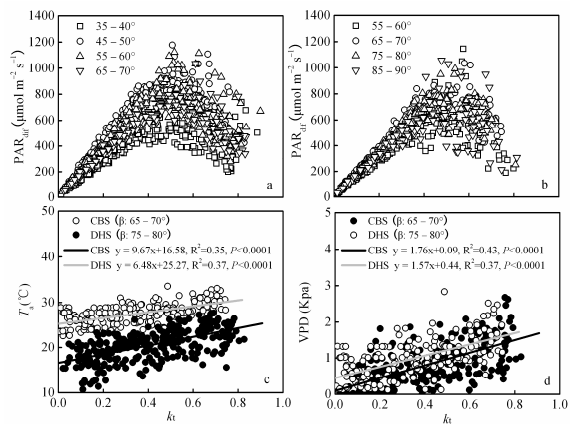 1400
1200
1000
800
600
400
200
0
PARdif (μmol m⁻² s⁻¹)
35 – 40°
45 – 50°
55 – 60°
65 – 70°
a
1400
1200
1000
800
600
400
200
0
PARdf (μmol m⁻² s⁻¹)
55 – 60°
65 – 70°
75 – 80°
85 – 90°
b
50
40
30
20
10
Ta (℃)
CBS (β: 65 – 70°)
DHS (β: 75 – 80°)
CBS y = 9.67x+16.58, R²=0.35, P<0.0001
DHS y = 6.48x+25.27, R²=0.37, P<0.0001
c
0.0 0.2 0.4 0.6 0.8 1.0
kt
5
4
3
2
1
0
VPD (Kpa)
CBS (β: 65 – 70°)
DHS (β: 75 – 80°)
CBS y = 1.76x+0.09, R²=0.43, P<0.0001
DHS y = 1.57x+0.44, R²=0.37, P<0.0001
d
0.0 0.2 0.4 0.6 0.8 1.0
kt